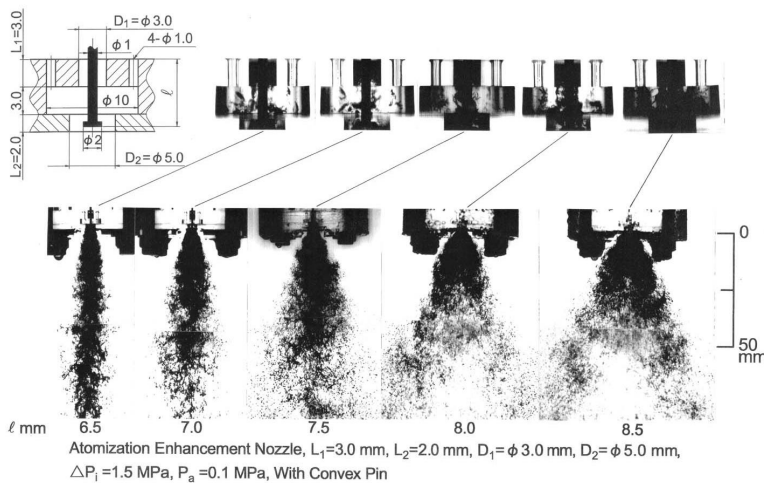 L₁=3.0
D₁=φ3.0
φ1
4-φ1.0
3.0
φ10
ℓ
L₂=2.0
φ2
D₂=φ5.0
0
50
mm
ℓ mm
6.5
7.0
7.5
8.0
8.5
Atomization Enhancement Nozzle, L₁=3.0 mm, L₂=2.0 mm, D₁=φ3.0 mm, D₂=φ5.0 mm,
△Pᵢ=1.5 MPa, Pₐ=0.1 MPa, With Convex Pin